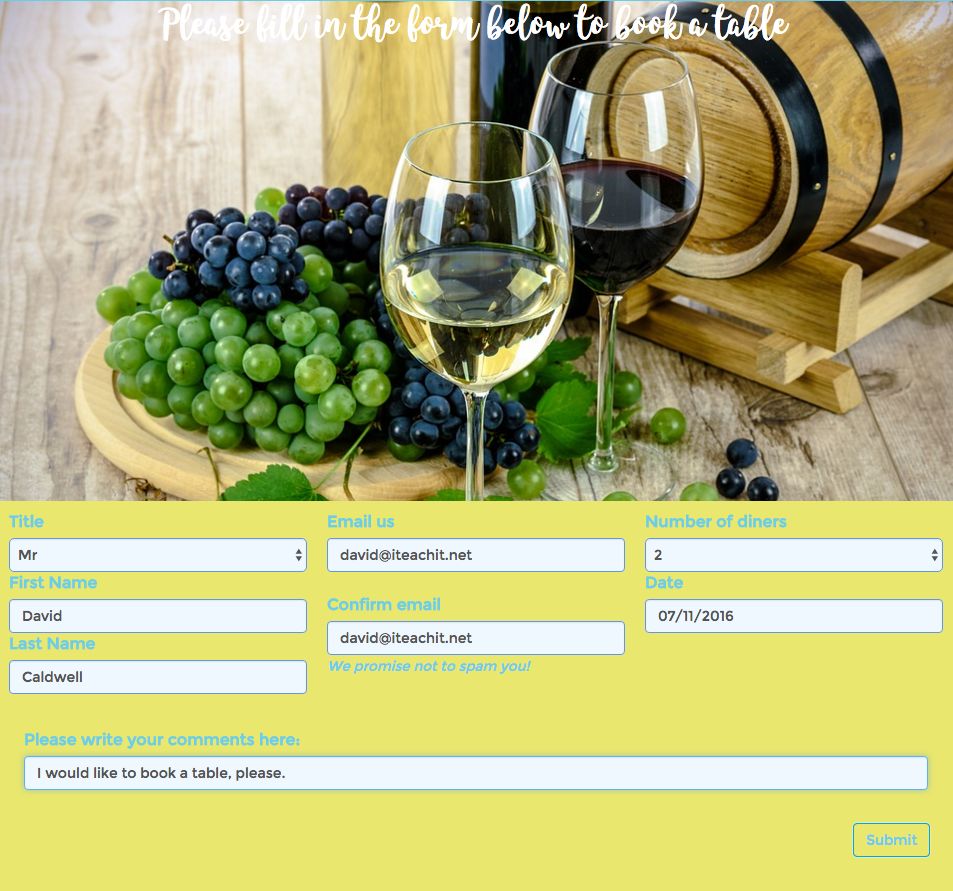 Please fill in the form below to book a table
Title
Mr
First Name
David
Last Name
Caldwell
Email us
david@iteachit.net
Confirm email
david@iteachit.net
We promise not to spam you!
Number of diners
2
Date
07/11/2016
Please write your comments here:
I would like to book a table, please.
Submit